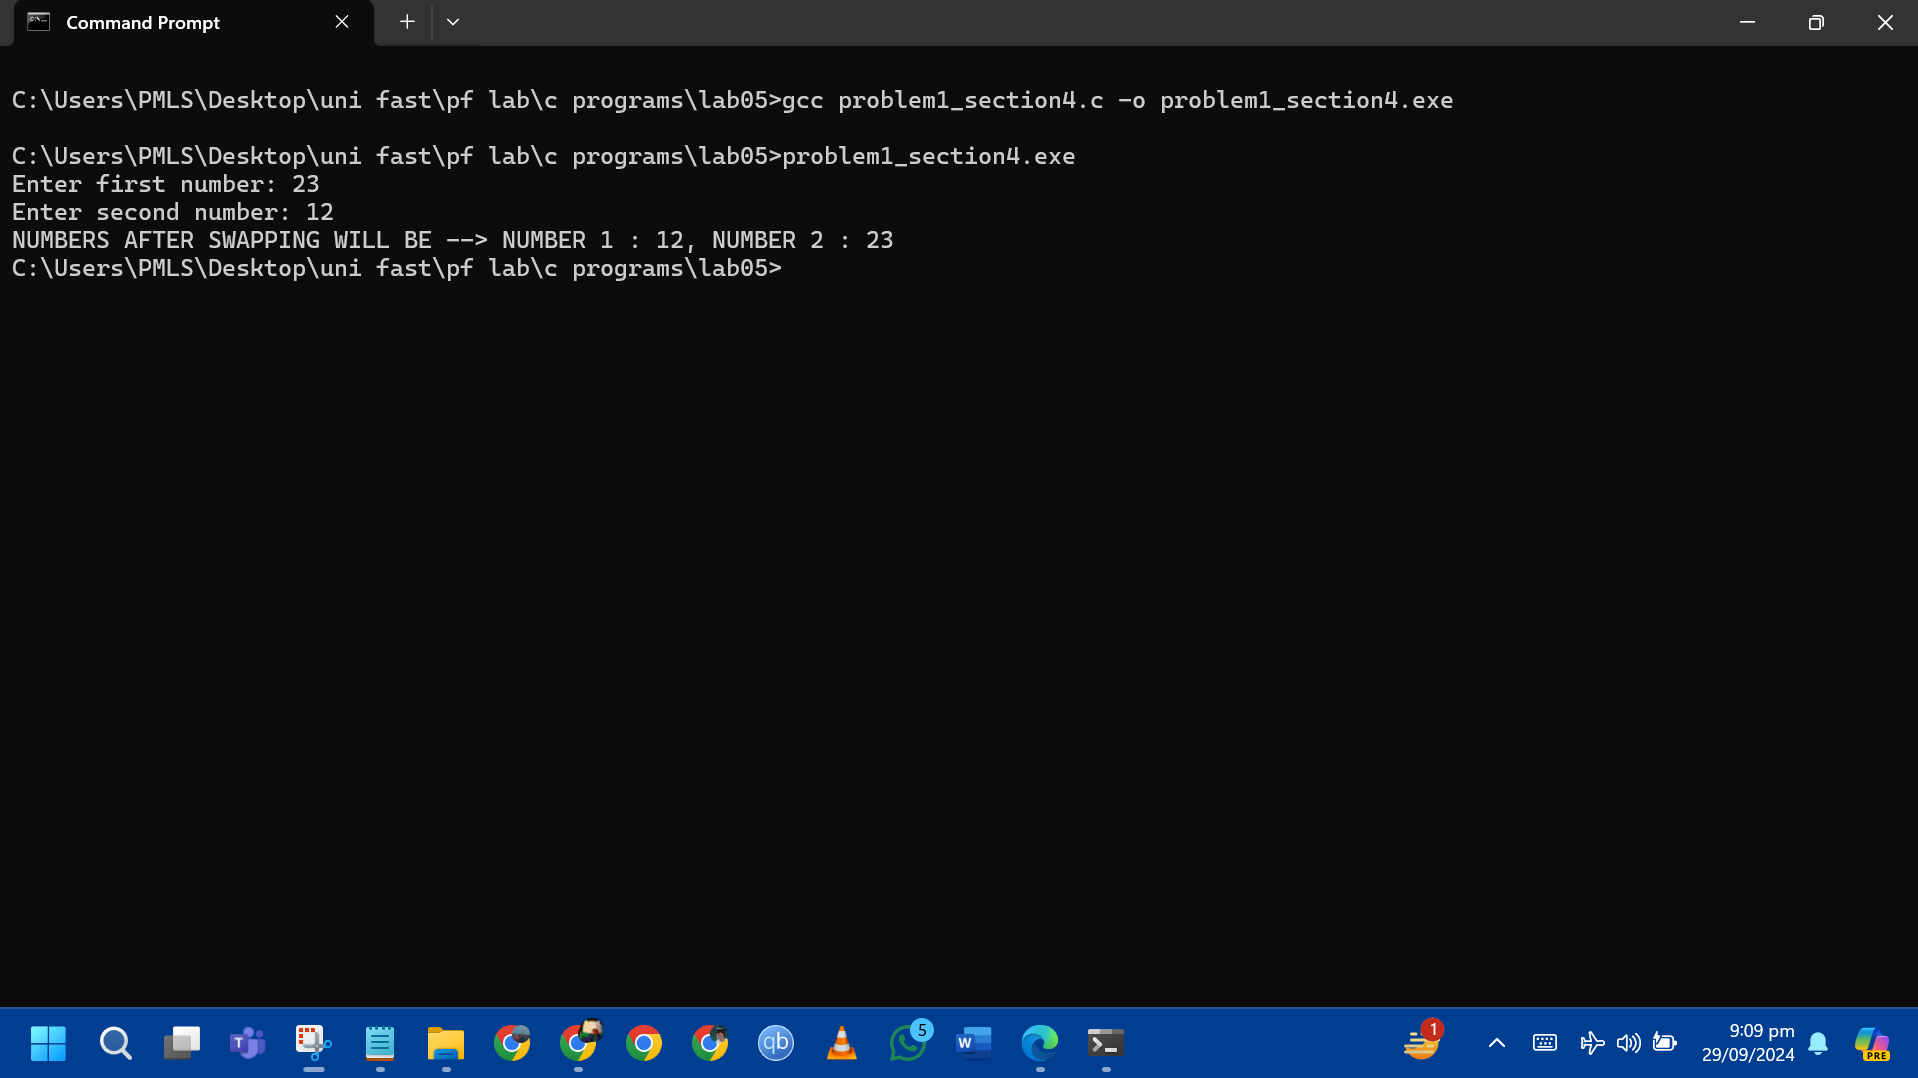 Command Prompt
C:\Users\PMLS\Desktop\uni fast\pf lab\c programs\lab05>gcc problem1_section4.c -o problem1_section4.exe
C:\Users\PMLS\Desktop\uni fast\pf lab\c programs\lab05>problem1_section4.exe
Enter first number: 23
Enter second number: 12
NUMBERS AFTER SWAPPING WILL BE --> NUMBER 1 : 12, NUMBER 2 : 23
C:\Users\PMLS\Desktop\uni fast\pf lab\c programs\lab05>
T
qb
5
W
1
9:09 pm
29/09/2024
PRE